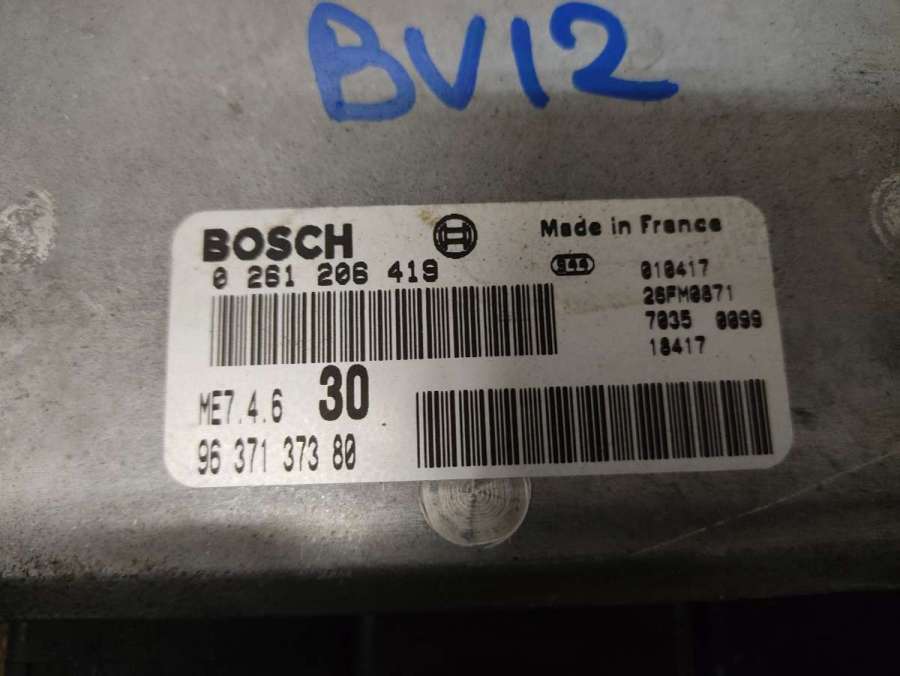 BV12
BOSCH
Made in France
0 261 206 419
944
010417
26FM0871
7035 0099
18417
ME7.4.6 30
96 371 373 80